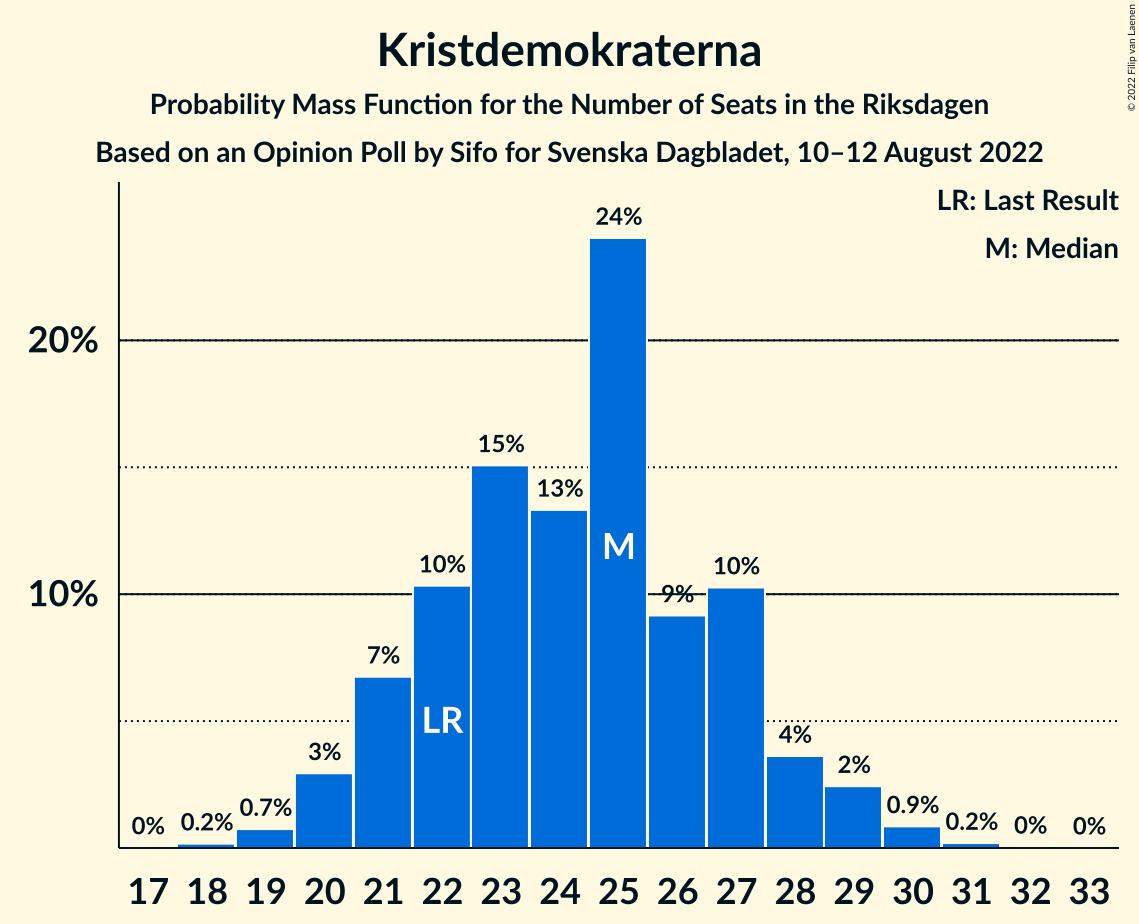 Kristdemokraterna
Probability Mass Function for the Number of Seats in the Riksdagen
Based on an Opinion Poll by Sifo for Svenska Dagbladet, 10–12 August 2022
© 2022 Filip van Laenen
LR: Last Result
M: Median
20%
10%
0%
0.2%
0.7%
3%
7%
10%
15%
13%
24%
9%
10%
4%
2%
0.9%
0.2%
0%
0%
LR
M
17 18 19 20 21 22 23 24 25 26 27 28 29 30 31 32 33